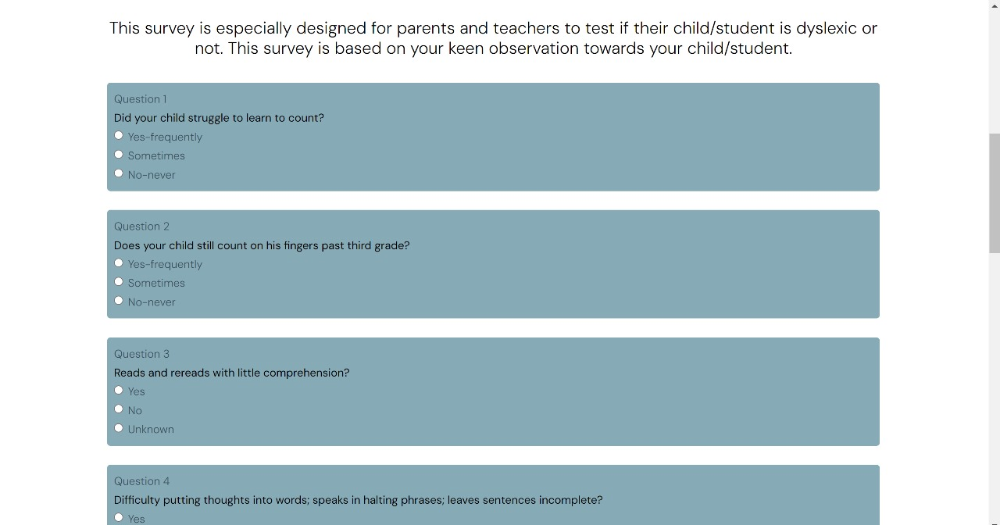 This survey is especially designed for parents and teachers to test if their child/student is dyslexic or
not. This survey is based on your keen observation towards your child/student.
Question 1
Did your child struggle to learn to count?
Yes-frequently
Sometimes
No-never
Question 2
Does your child still count on his fingers past third grade?
Yes-frequently
Sometimes
No-never
Question 3
Reads and rereads with little comprehension?
Yes
No
Unknown
Question 4
Difficulty putting thoughts into words; speaks in halting phrases; leaves sentences incomplete?
Yes